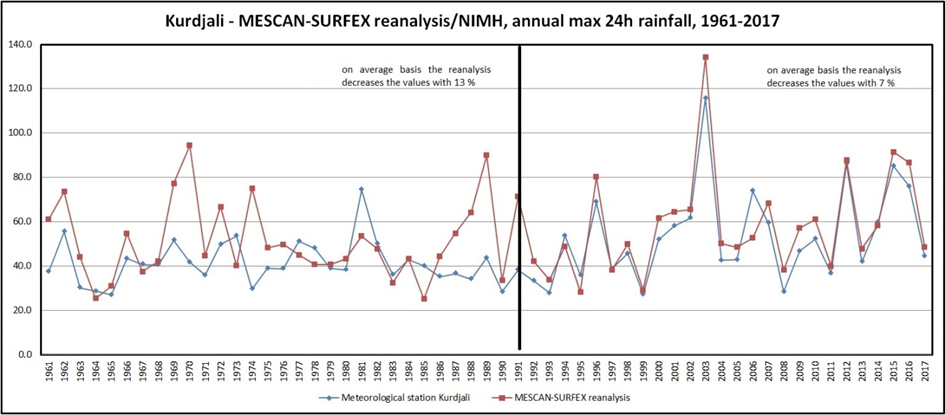 Kurdjali - MESCAN-SURFEX reanalysis/NIMH, annual max 24h rainfall, 1961-2017
140.0
120.0
100.0
80.0
60.0
40.0
20.0
0.0
on average basis the reanalysis
decreases the values with 13 %
on average basis the reanalysis
decreases the values with 7 %
1961 1962 1963 1964 1965 1966 1967 1968 1969 1970 1971 1972 1973 1974 1975 1976 1977 1978 1979 1980 1981 1982 1983 1984 1985 1986 1987 1988 1989 1990 1991 1992 1993 1994 1995 1996 1997 1998 1999 2000 2001 2002 2003 2004 2005 2006 2007 2008 2009 2010 2011 2012 2013 2014 2015 2016 2017
Meteorological station Kurdjali
MESCAN-SURFEX reanalysis